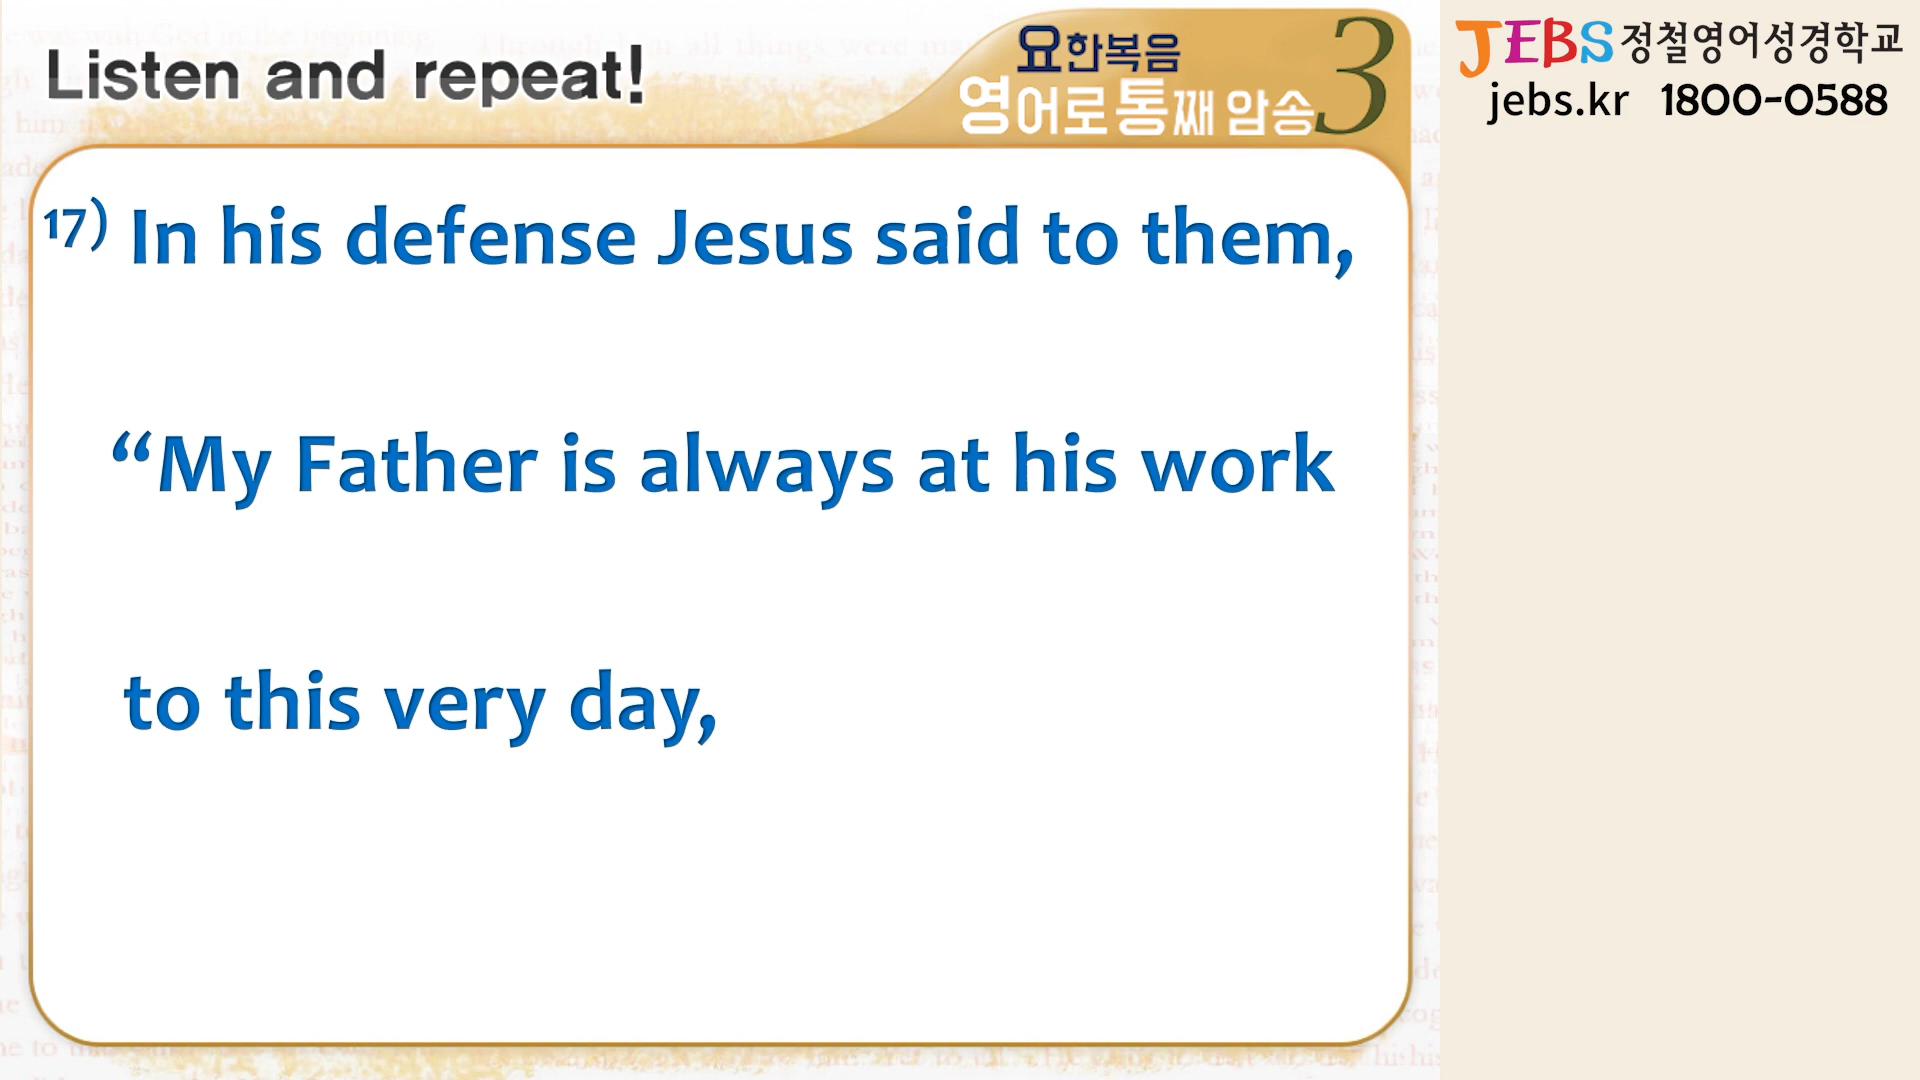 Listen and repeat!
요한복음
영어로통째 암송 3
JEBS 정철영어성경학교
jebs.kr 1800-0588
17) In his defense Jesus said to them,
“My Father is always at his work
to this very day,